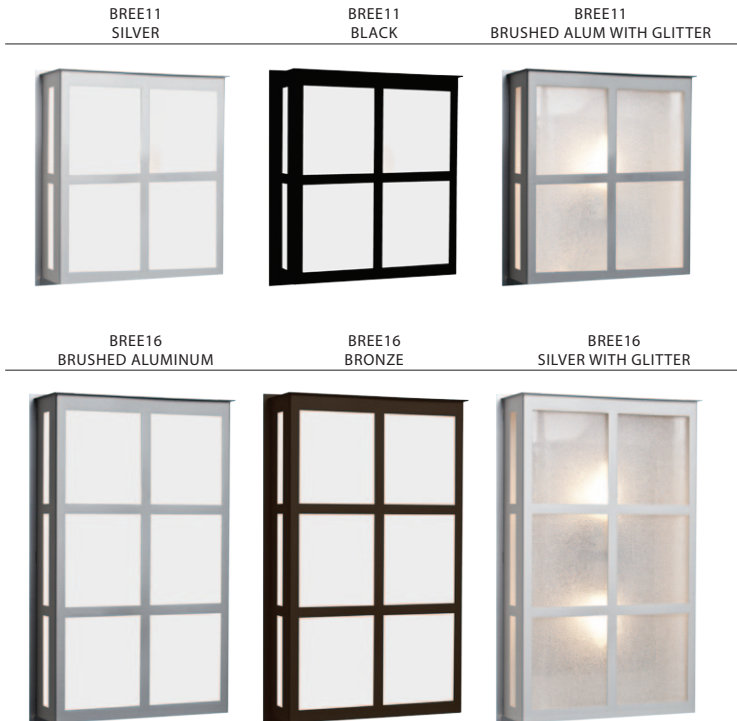 BREE11
SILVER
BREE11
BLACK
BREE11
BRUSHED ALUM WITH GLITTER
BREE16
BRUSHED ALUMINUM
BREE16
BRONZE
BREE16
SILVER WITH GLITTER